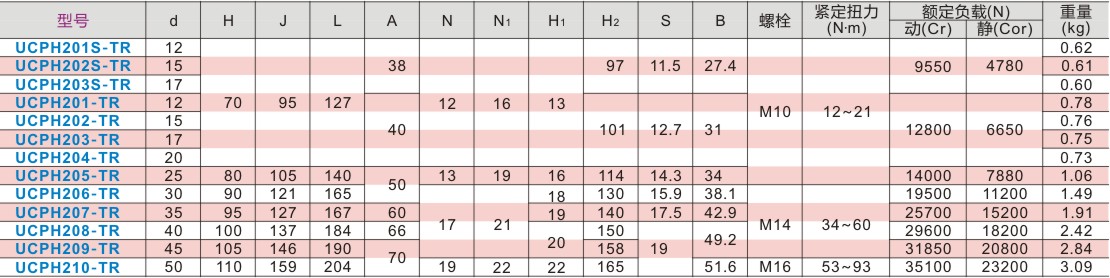 型号 d H J L A N N1 H1 H2 S B 螺栓 紧定扭力 (N·m) 额定负载(N) 重量 (kg)
动(Cr) 静(Cor)
UCPH201S-TR 12 0.62
UCPH202S-TR 15 38 97 11.5 27.4 9550 4780 0.61
UCPH203S-TR 17 0.60
UCPH201-TR 12 70 95 127 12 16 13 M10 12~21 0.78
UCPH202-TR 15 40 101 12.7 31 12800 6650 0.76
UCPH203-TR 17 0.75
UCPH204-TR 20 0.73
UCPH205-TR 25 80 105 140 50 13 19 16 114 14.3 34 14000 7880 1.06
UCPH206-TR 30 90 121 165 18 130 15.9 38.1 19500 11200 1.49
UCPH207-TR 35 95 127 167 60 17 21 19 140 17.5 42.9 M14 34~60 25700 15200 1.91
UCPH208-TR 40 100 137 184 66 20 150 19 49.2 29600 18200 2.42
UCPH209-TR 45 105 146 190 70 158 31850 20800 2.84
UCPH210-TR 50 110 159 204 19 22 22 165 51.6 M16 53~93 35100 23200 3.09